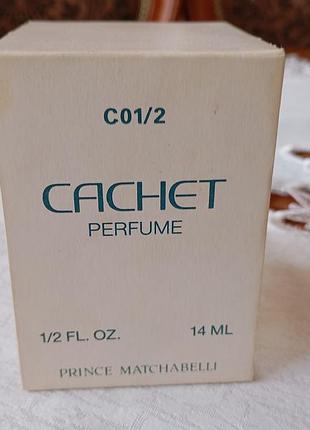 C01/2
CACHET
PERFUME
1/2 FL. OZ. 14 ML
PRINCE MATCHABELLI